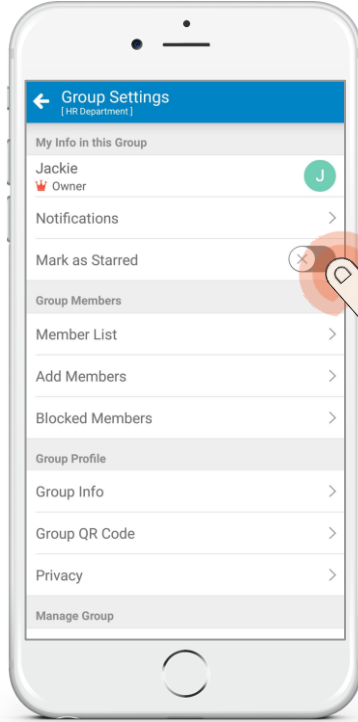 Group Settings
[ HR Department ]
My Info in this Group
Jackie
J
Owner
Notifications
Mark as Starred
Group Members
Member List
Add Members
Blocked Members
Group Profile
Group Info
Group QR Code
Privacy
Manage Group